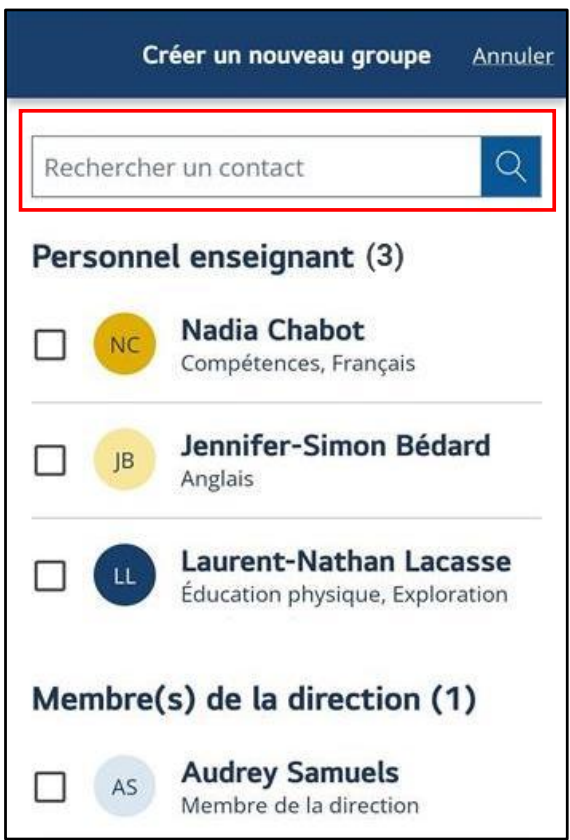 Créer un nouveau groupe Annuler
Rechercher un contact
Personnel enseignant (3)
NC Nadia Chabot
Compétences, Français
JB Jennifer-Simon Bédard
Anglais
LL Laurent-Nathan Lacasse
Éducation physique, Exploration
Membre(s) de la direction (1)
AS Audrey Samuels
Membre de la direction